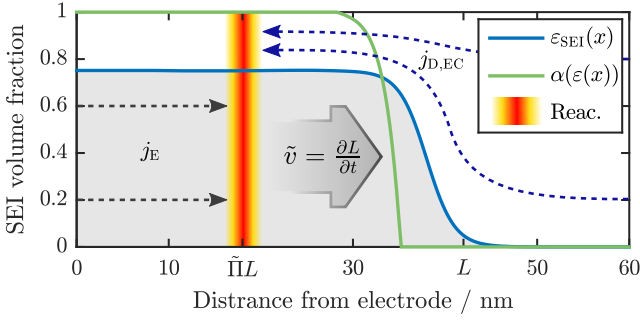 SEI volume fraction
1
0.8
0.6
0.4
0.2
0
j_E
ṽ = ∂L/∂t
j_D,EC
ε_SEI(x)
α(ε(x))
Reac.
0 10 Π̃L 30 L 50 60
Distrance from electrode / nm